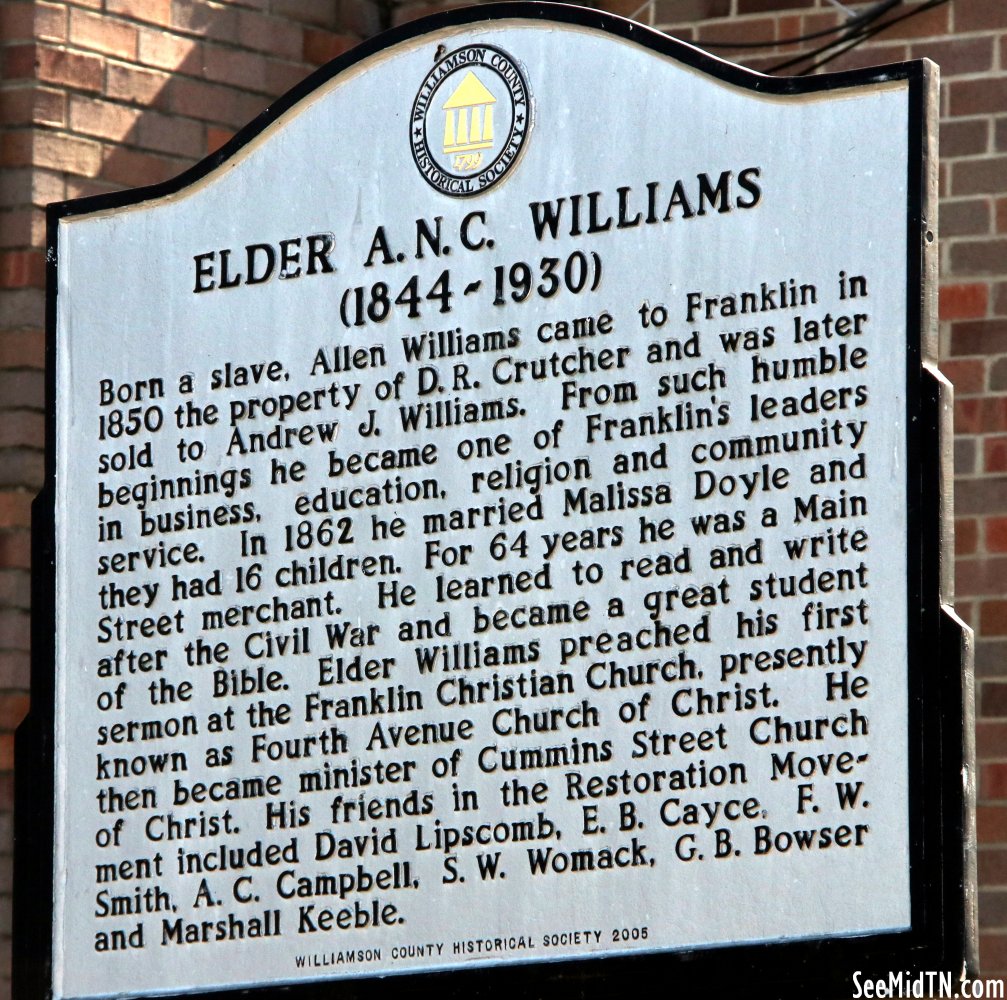 ★ WILLIAMSON COUNTY ★
HISTORICAL SOCIETY
1799
ELDER A.N.C. WILLIAMS
(1844-1930)
Born a slave, Allen Williams came to Franklin in
1850 the property of D.R. Crutcher and was later
sold to Andrew J. Williams. From such humble
beginnings he became one of Franklin's leaders
in business, education, religion and community
service. In 1862 he married Malissa Doyle and
they had 16 children. For 64 years he was a Main
Street merchant. He learned to read and write
after the Civil War and became a great student
of the Bible. Elder Williams preached his first
sermon at the Franklin Christian Church, presently
known as Fourth Avenue Church of Christ. He
then became minister of Cummins Street Church
of Christ. His friends in the Restoration Move-
ment included David Lipscomb, E. B. Cayce, F. W.
Smith, A. C. Campbell, S. W. Womack, G. B. Bowser
and Marshall Keeble.
WILLIAMSON COUNTY HISTORICAL SOCIETY 2005
SeeMidTN.com